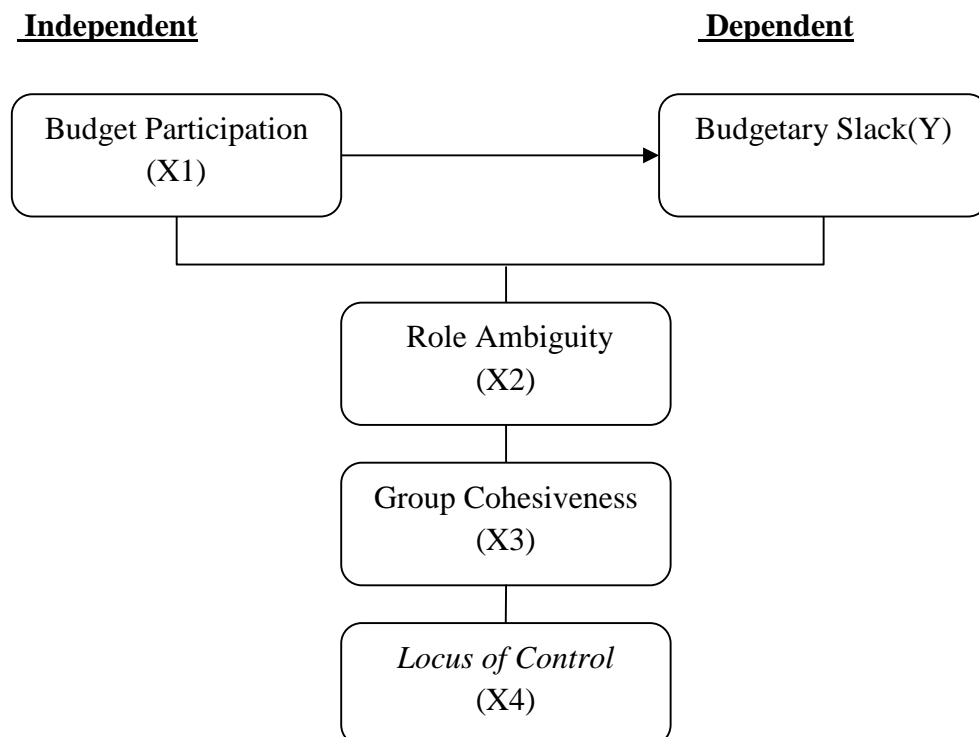 Independent
Dependent
Budget Participation
(X1)
Budgetary Slack(Y)
Role Ambiguity
(X2)
Group Cohesiveness
(X3)
Locus of Control
(X4)